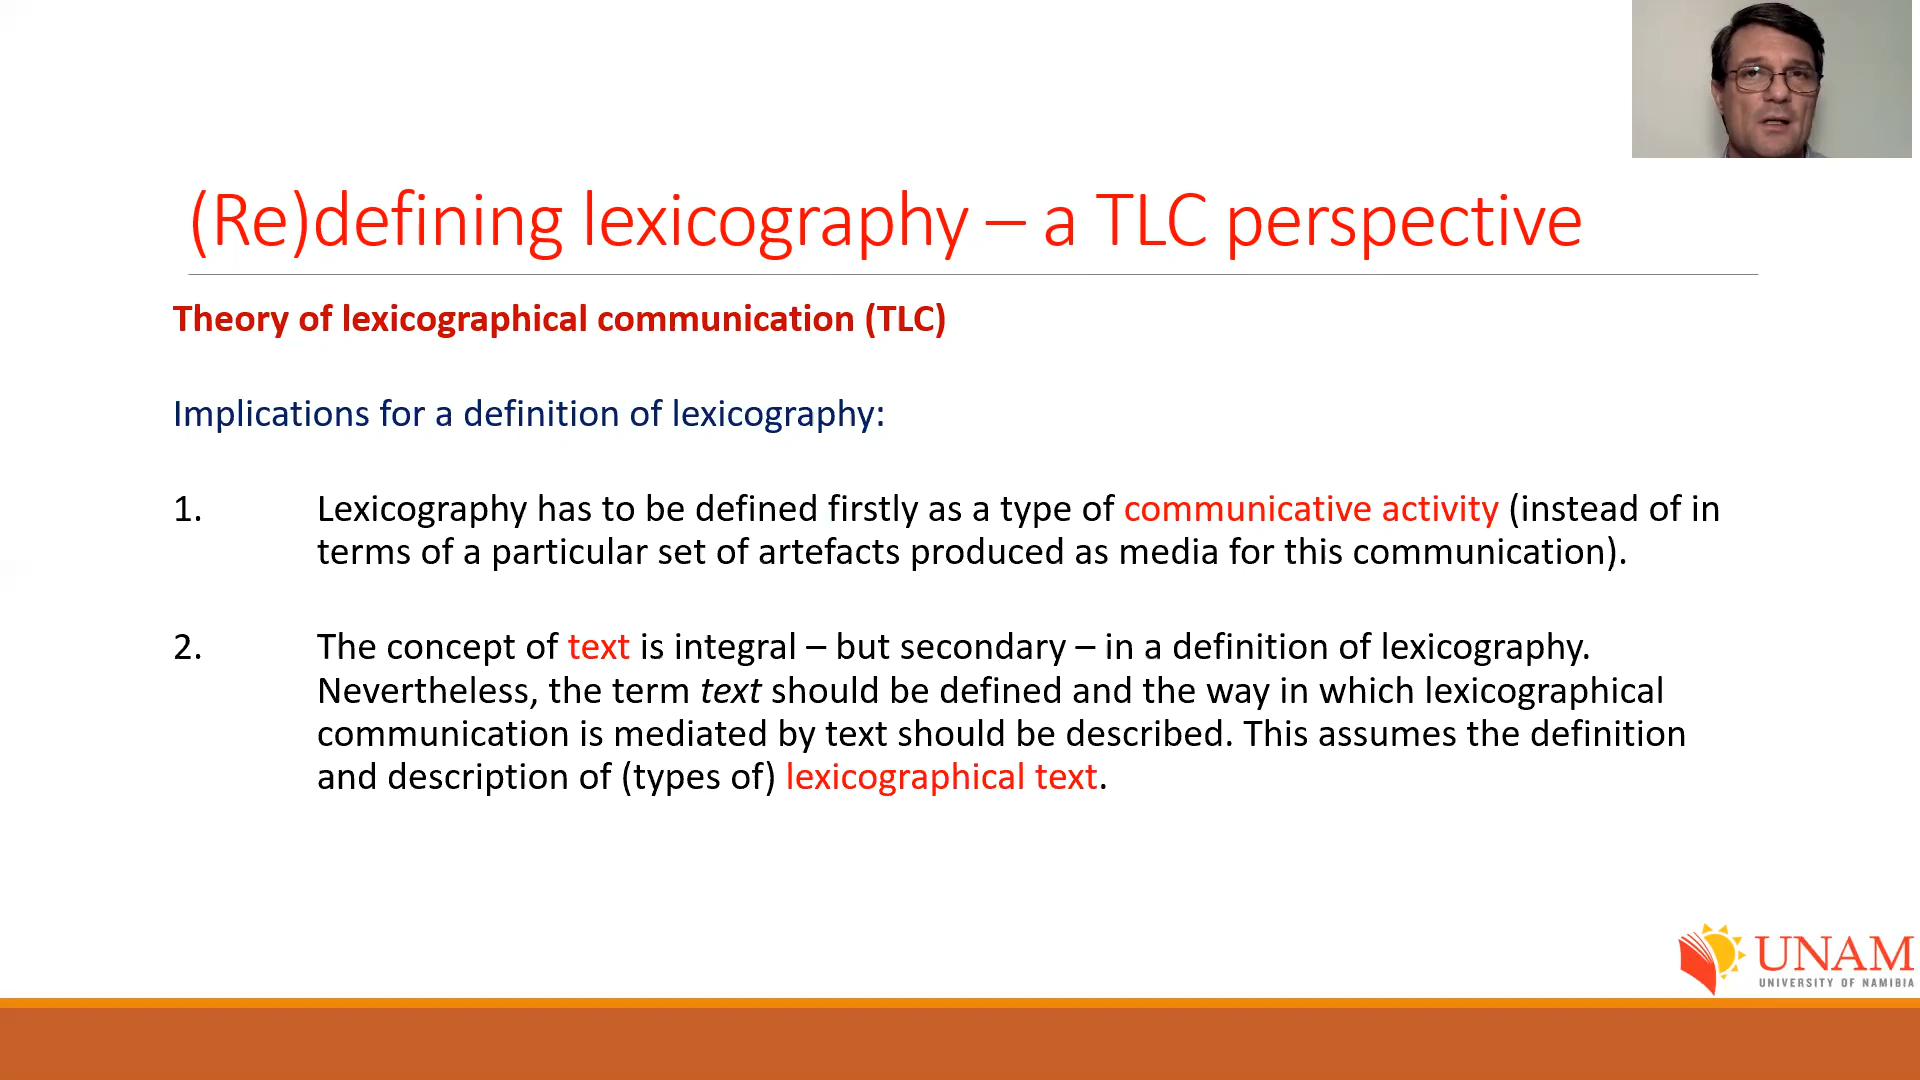 (Re)defining lexicography – a TLC perspective
Theory of lexicographical communication (TLC)
Implications for a definition of lexicography:
1. Lexicography has to be defined firstly as a type of communicative activity (instead of in
terms of a particular set of artefacts produced as media for this communication).
2. The concept of text is integral – but secondary – in a definition of lexicography.
Nevertheless, the term text should be defined and the way in which lexicographical
communication is mediated by text should be described. This assumes the definition
and description of (types of) lexicographical text.
UNAM
UNIVERSITY OF NAMIBIA